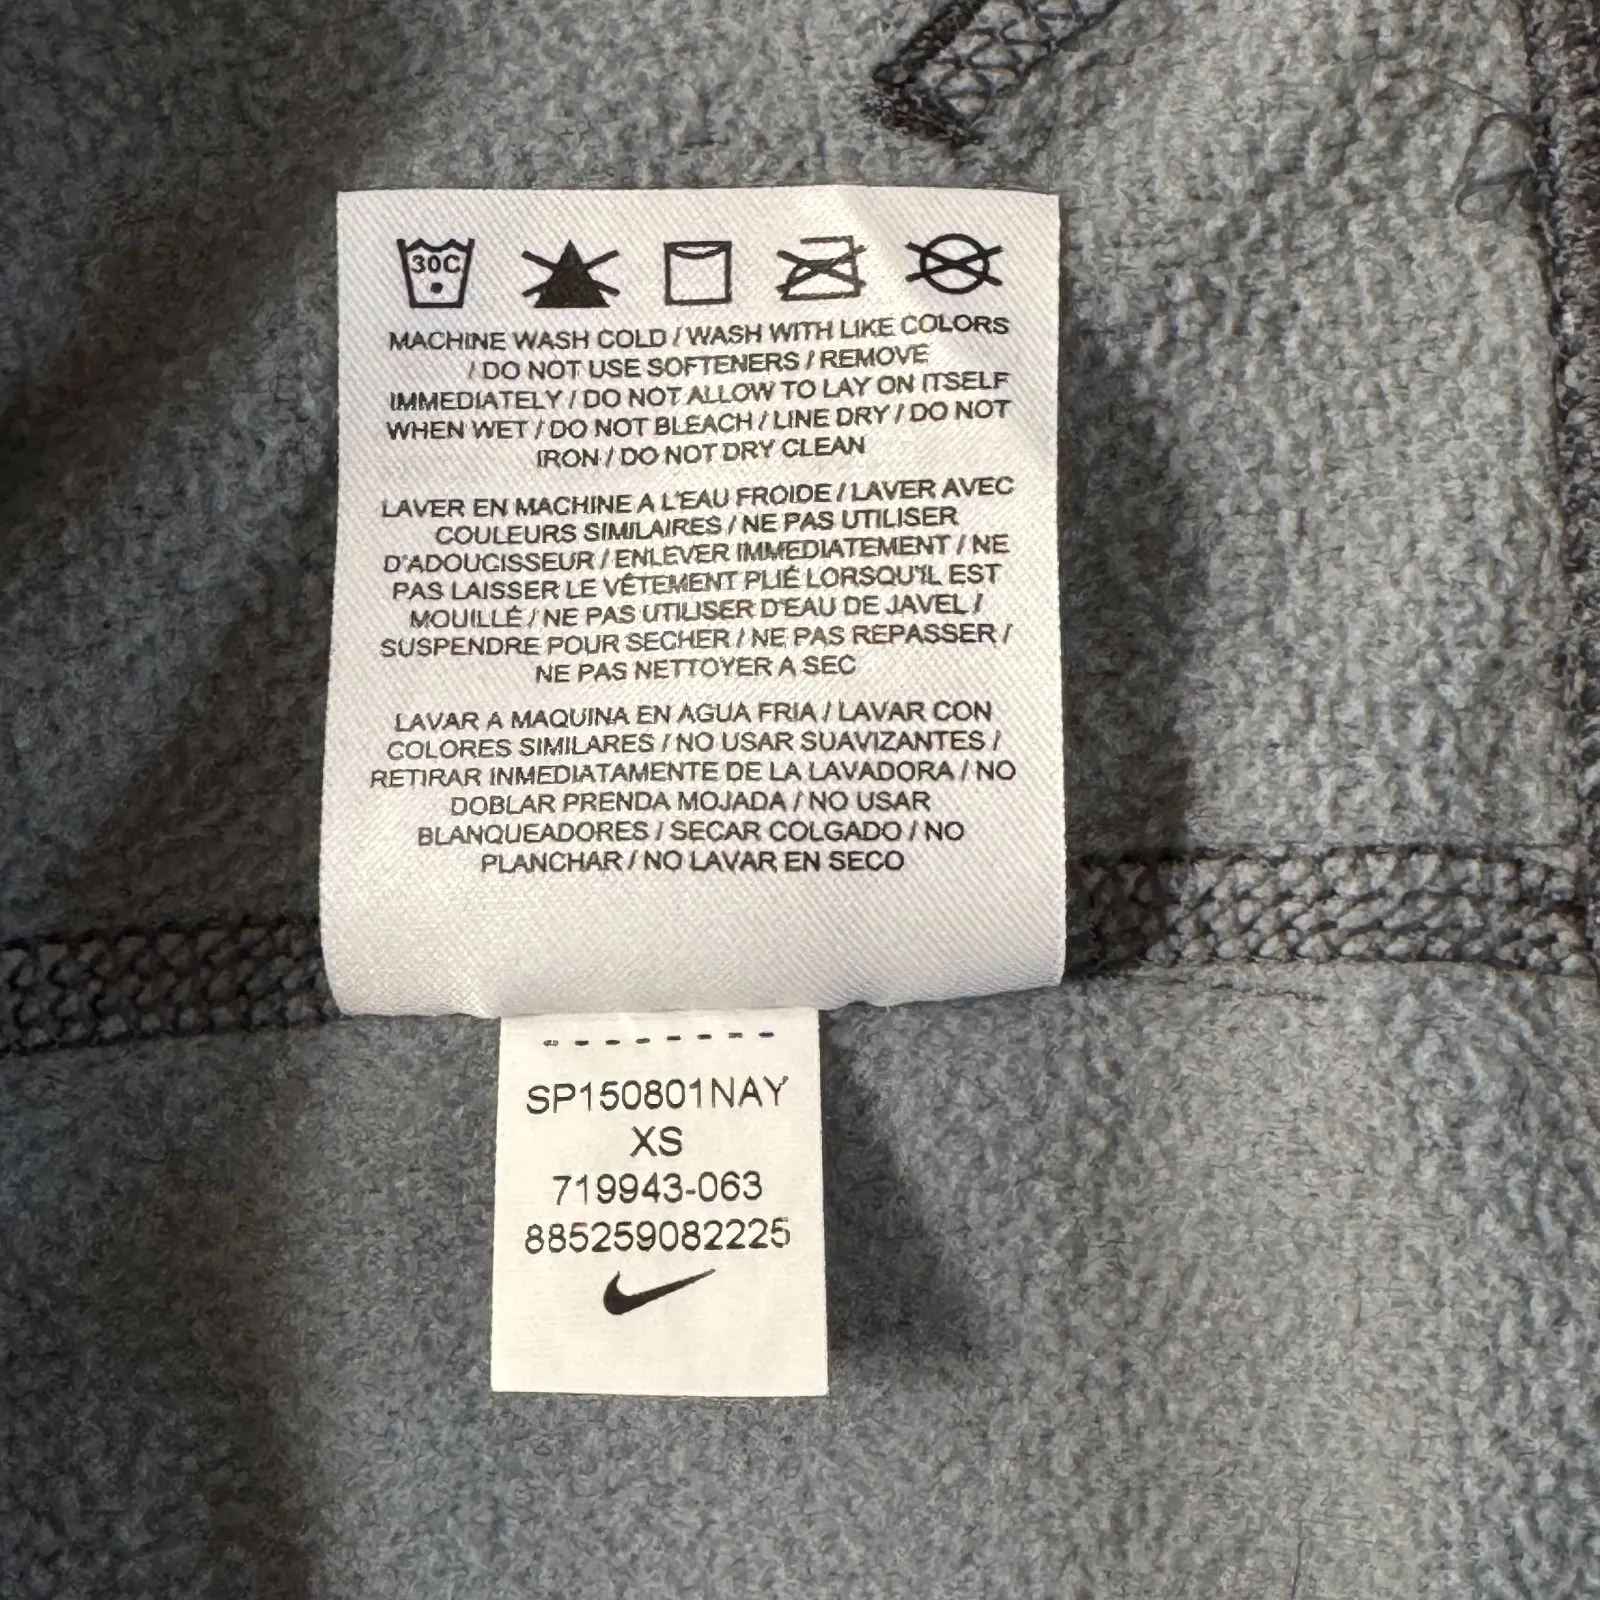 30C
MACHINE WASH COLD / WASH WITH LIKE COLORS
/ DO NOT USE SOFTENERS / REMOVE
IMMEDIATELY / DO NOT ALLOW TO LAY ON ITSELF
WHEN WET / DO NOT BLEACH / LINE DRY / DO NOT
IRON / DO NOT DRY CLEAN
LAVER EN MACHINE A L'EAU FROIDE / LAVER AVEC
COULEURS SIMILAIRES / NE PAS UTILISER
D'ADOUCISSEUR / ENLEVER IMMEDIATEMENT / NE
PAS LAISSER LE VÊTEMENT PLIÉ LORSQU'IL EST
MOUILLÉ / NE PAS UTILISER D'EAU DE JAVEL /
SUSPENDRE POUR SECHER / NE PAS REPASSER /
NE PAS NETTOYER A SEC
LAVAR A MAQUINA EN AGUA FRIA / LAVAR CON
COLORES SIMILARES / NO USAR SUAVIZANTES /
RETIRAR INMEDIATAMENTE DE LA LAVADORA / NO
DOBLAR PRENDA MOJADA / NO USAR
BLANQUEADORES / SECAR COLGADO / NO
PLANCHAR / NO LAVAR EN SECO
SP150801NAY
XS
719943-063
885259082225